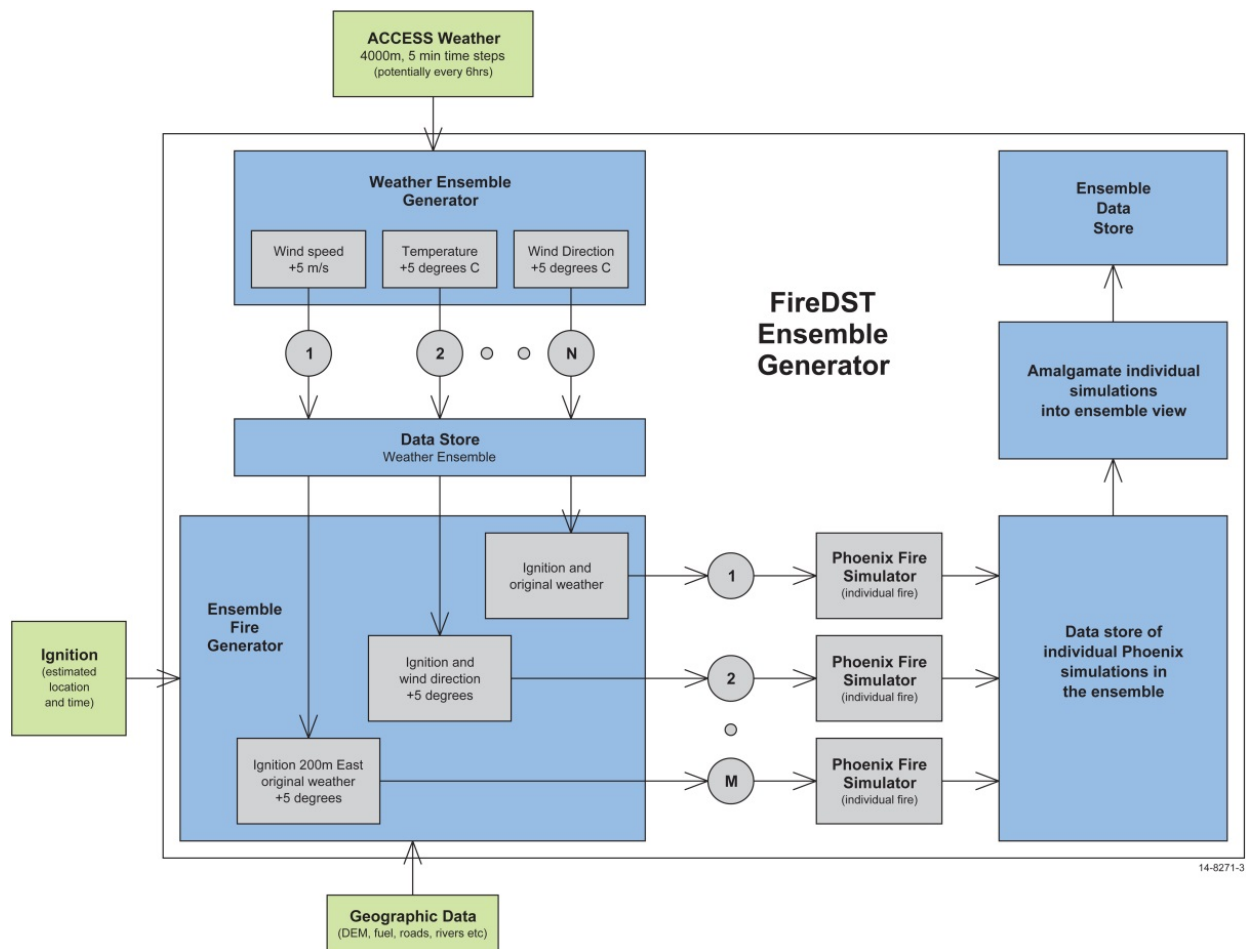 ACCESS Weather
4000m, 5 min time steps
(potentially every 6hrs)
Weather Ensemble
Generator
Wind speed
+5 m/s
Temperature
+5 degrees C
Wind Direction
+5 degrees C
1
2
N
Data Store
Weather Ensemble
FireDST
Ensemble
Generator
Ensemble
Data
Store
Amalgamate individual
simulations
into ensemble view
Ignition
(estimated
location
and time)
Ensemble
Fire
Generator
Ignition and
original weather
Ignition and
wind direction
+5 degrees
Ignition 200m East
original weather
+5 degrees
1
2
M
Phoenix Fire
Simulator
(individual fire)
Phoenix Fire
Simulator
(individual fire)
Phoenix Fire
Simulator
(individual fire)
Data store of
individual Phoenix
simulations in
the ensemble
14-8271-3
Geographic Data
(DEM, fuel, roads, rivers etc)